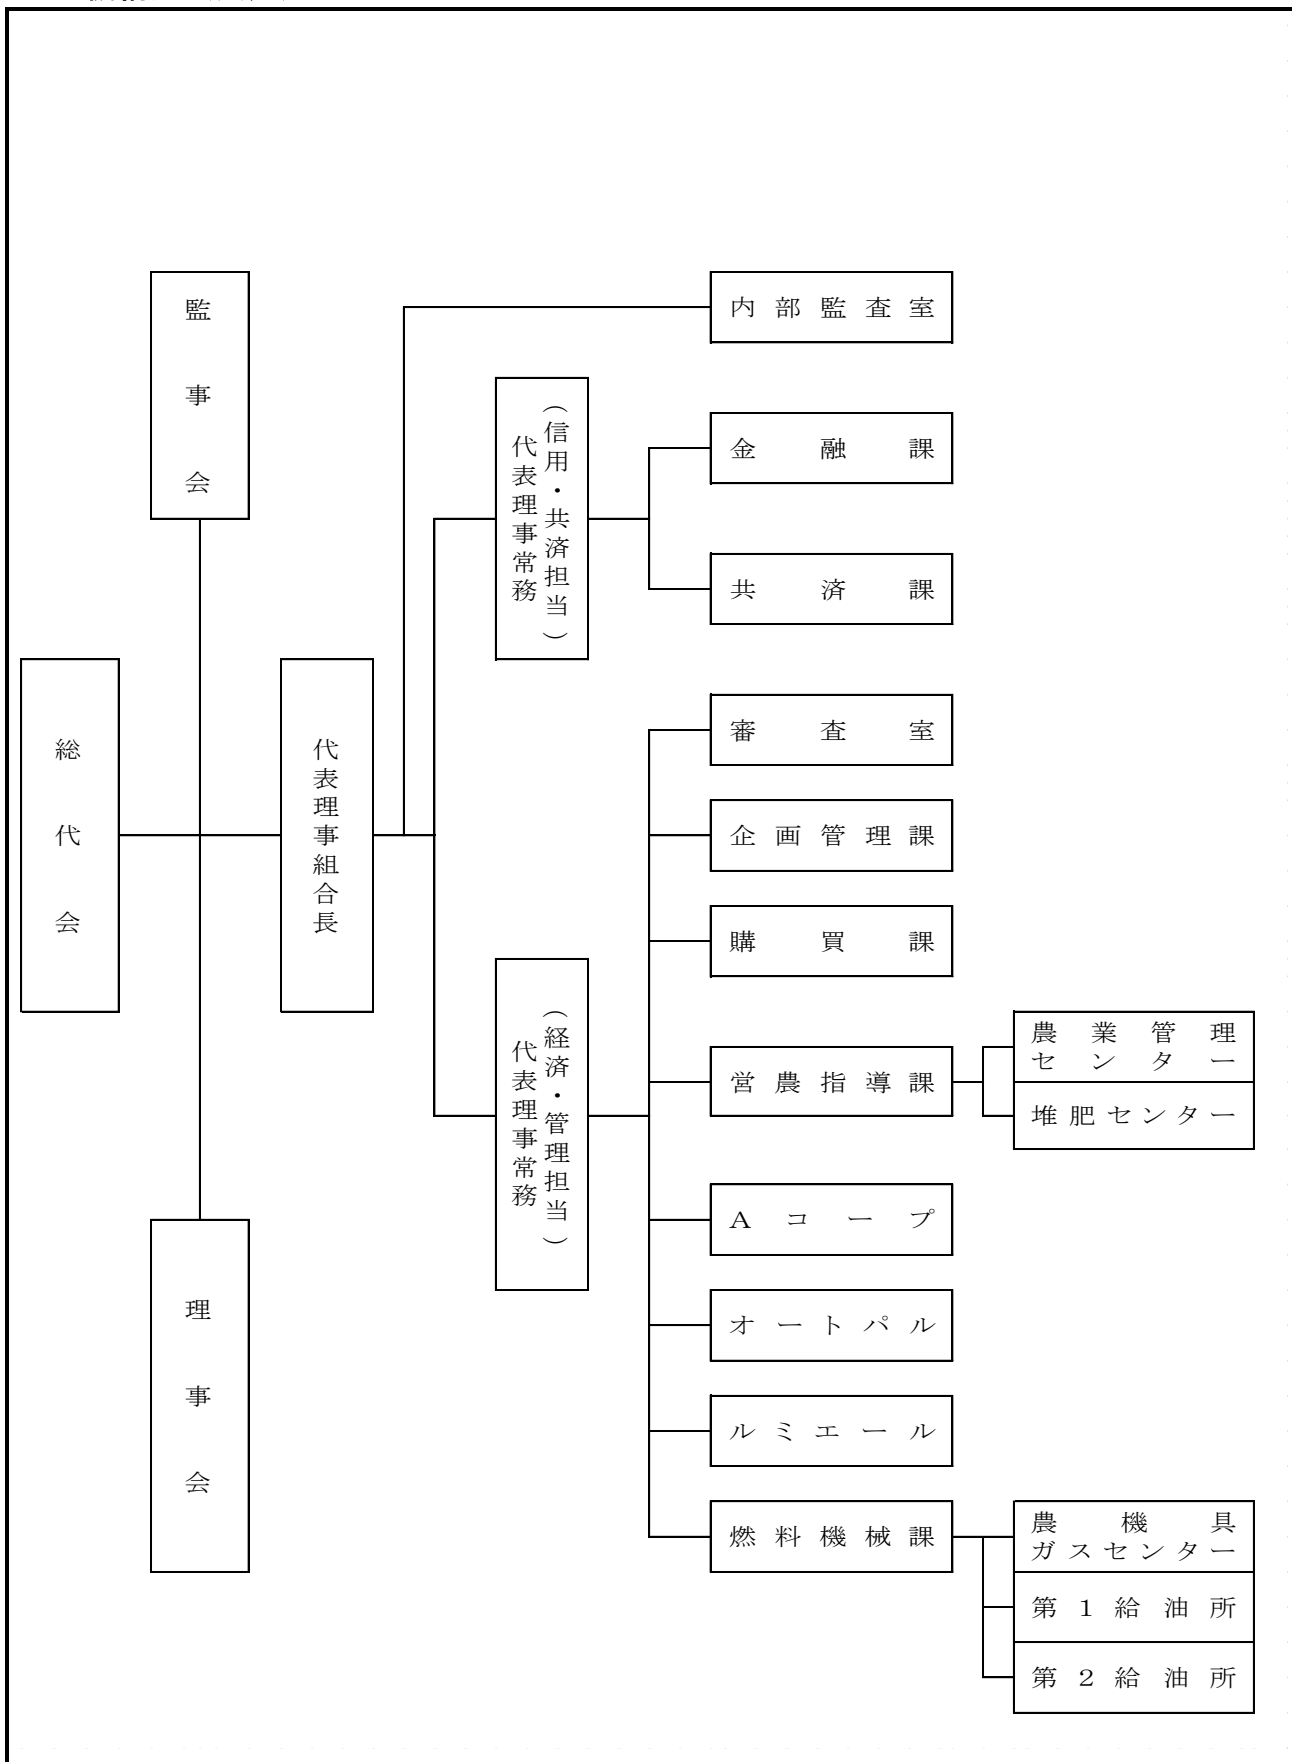 監事会
総代会
理事会
代表理事組合長
代表理事常務
（信用・共済担当）
代表理事常務
（経済・管理担当）
内部監査室
金融課
共済課
審査室
企画管理課
購買課
営農指導課
農業管理
センター
堆肥センター
Aコープ
オートパル
ルミエール
燃料機械課
農機具
ガスセンター
第1給油所
第2給油所